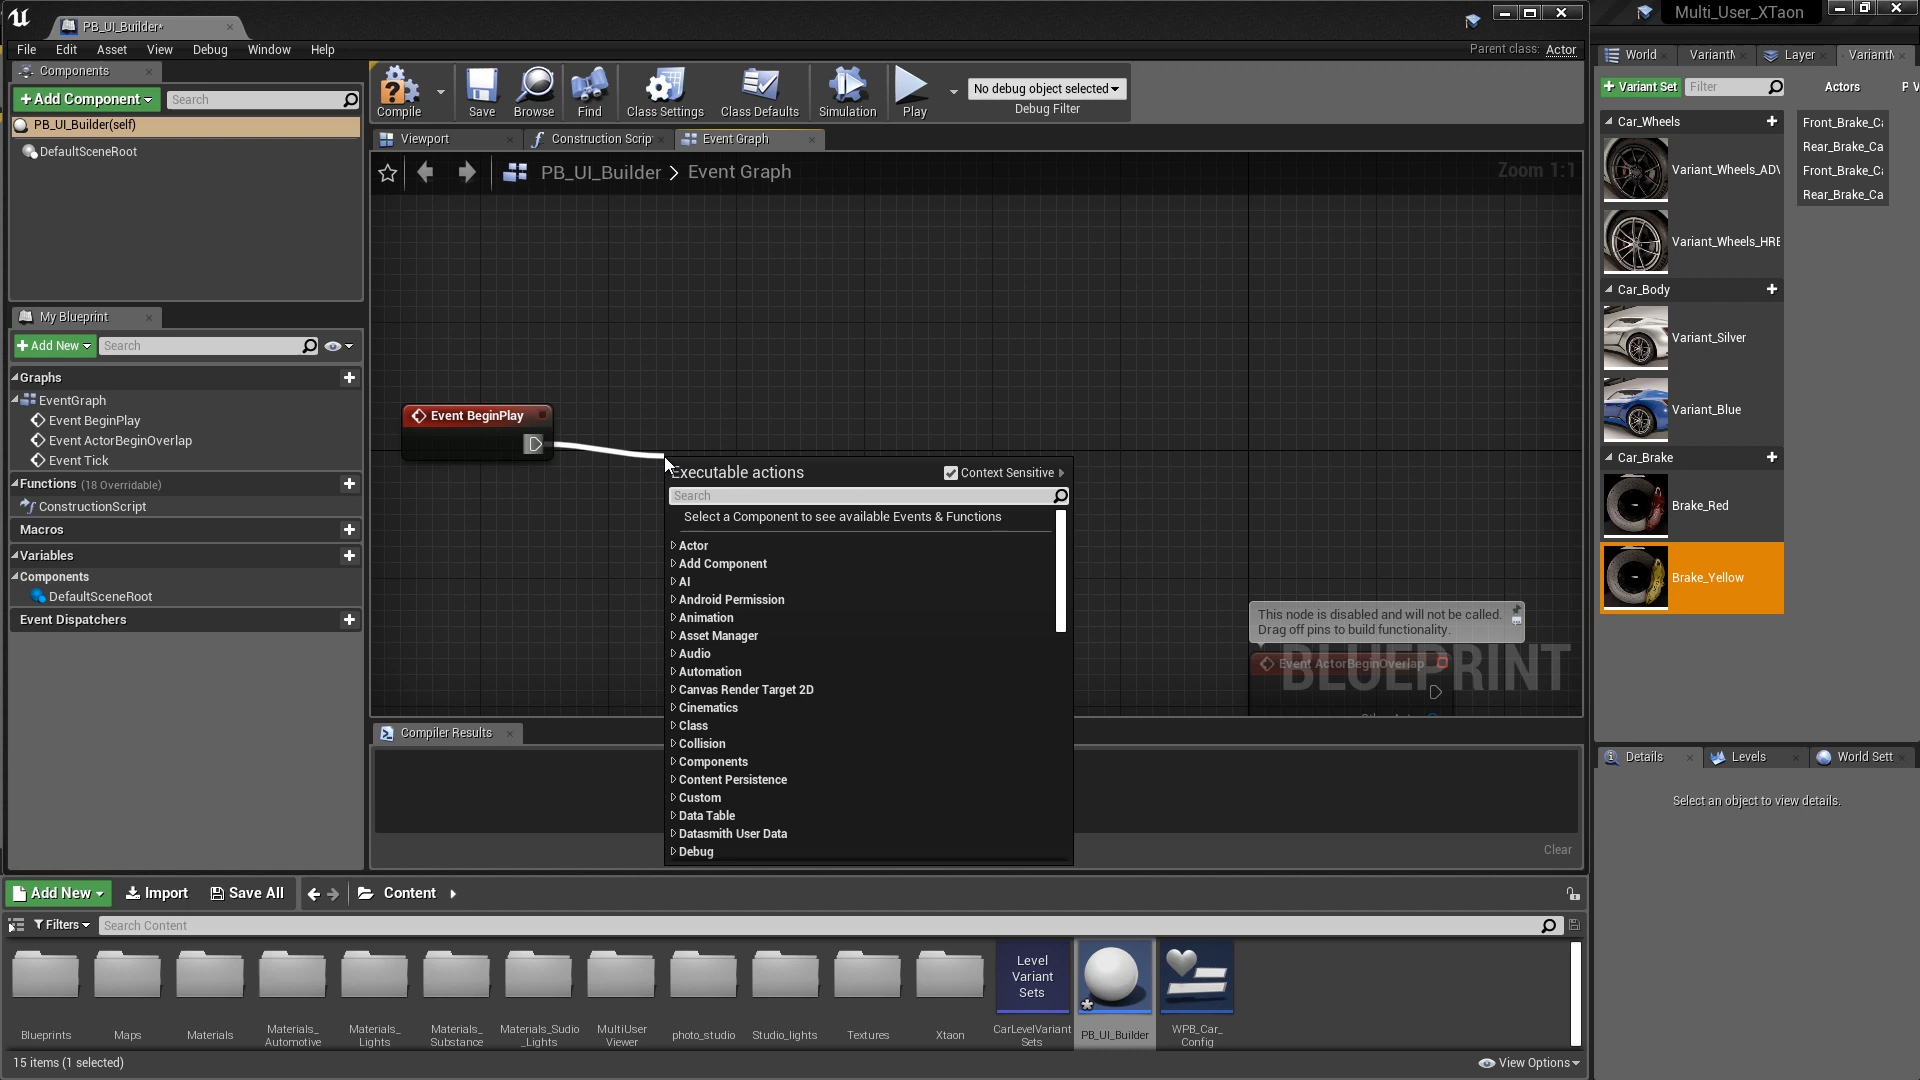 PB_UI_Builder*
Multi_User_XTaon
File Edit Asset View Debug Window Help
Parent class: Actor
Components
+Add Component
Search
PB_UI_Builder(self)
DefaultSceneRoot
Compile
Save
Browse
Find
Class Settings
Class Defaults
Simulation
Play
No debug object selected
Debug Filter
Viewport
Construction Scrip
Event Graph
PB_UI_Builder > Event Graph
Zoom 1:1
My Blueprint
+Add New
Search
Graphs
EventGraph
Event BeginPlay
Event ActorBeginOverlap
Event Tick
Functions (18 Overridable)
ConstructionScript
Macros
Variables
Components
DefaultSceneRoot
Event Dispatchers
Event BeginPlay
Executable actions
Context Sensitive
Search
Select a Component to see available Events & Functions
Actor
Add Component
AI
Android Permission
Animation
Asset Manager
Audio
Automation
Canvas Render Target 2D
Cinematics
Class
Collision
Components
Content Persistence
Custom
Data Table
Datasmith User Data
Debug
This node is disabled and will not be called.
Drag off pins to build functionality.
Event ActorBeginOverlap
BLUEPRINT
Compiler Results
Clear
World
VariantM
Layer
VariantM
+ Variant Set
Filter
Actors
P V
Car_Wheels
Variant_Wheels_ADV
Variant_Wheels_HRE
Car_Body
Variant_Silver
Variant_Blue
Car_Brake
Brake_Red
Brake_Yellow
Front_Brake_Ca
Rear_Brake_Ca
Front_Brake_Ca
Rear_Brake_Ca
Details
Levels
World Sett
Select an object to view details.
Add New
Import
Save All
Content
Filters
Search Content
Level
Variant
Sets
Blueprints
Maps
Materials
Materials_
Automotive
Materials_
Lights
Materials_
Substance
Materials_Sudio
_Lights
MultiUser
Viewer
photo_studio
Studio_lights
Textures
Xtaon
CarLevelVariant
Sets
PB_UI_Builder
WPB_Car_
Config
15 items (1 selected)
View Options